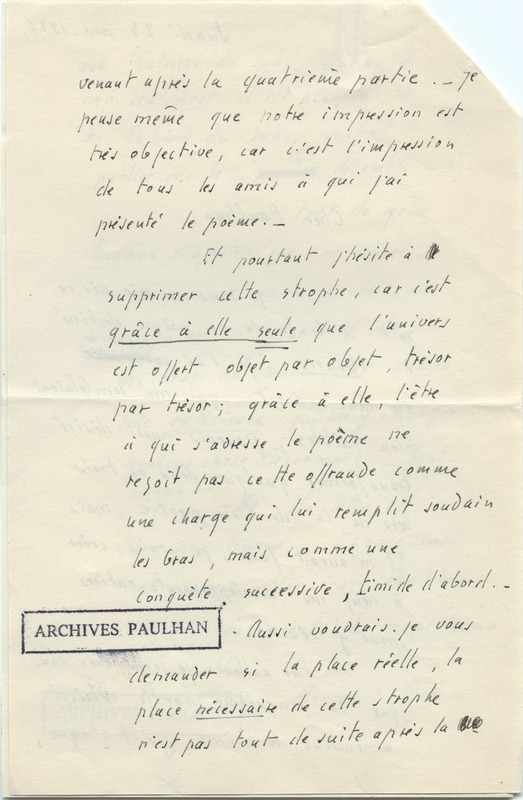 venant après la quatrième partie. _ Je
pense même que notre impression est
très objective, car c'est l'impression
de tous les amis à qui j'ai
présenté le poème. _
Et pourtant j'hésite à
supprimer cette strophe, car c'est
grâce à elle seule que l'univers
est offert objet par objet, trésor
par trésor ; grâce à elle, l'être
à qui s'adresse le poème ne
reçoit pas cette offrande comme
une charge qui lui remplit soudain
les bras, mais comme une
conquête successive, timide d'abord. _
ARCHIVES PAULHAN
. Aussi voudrais-je vous
demander si la place réelle, la
place nécessaire de cette strophe
n'est pas tout de suite après la